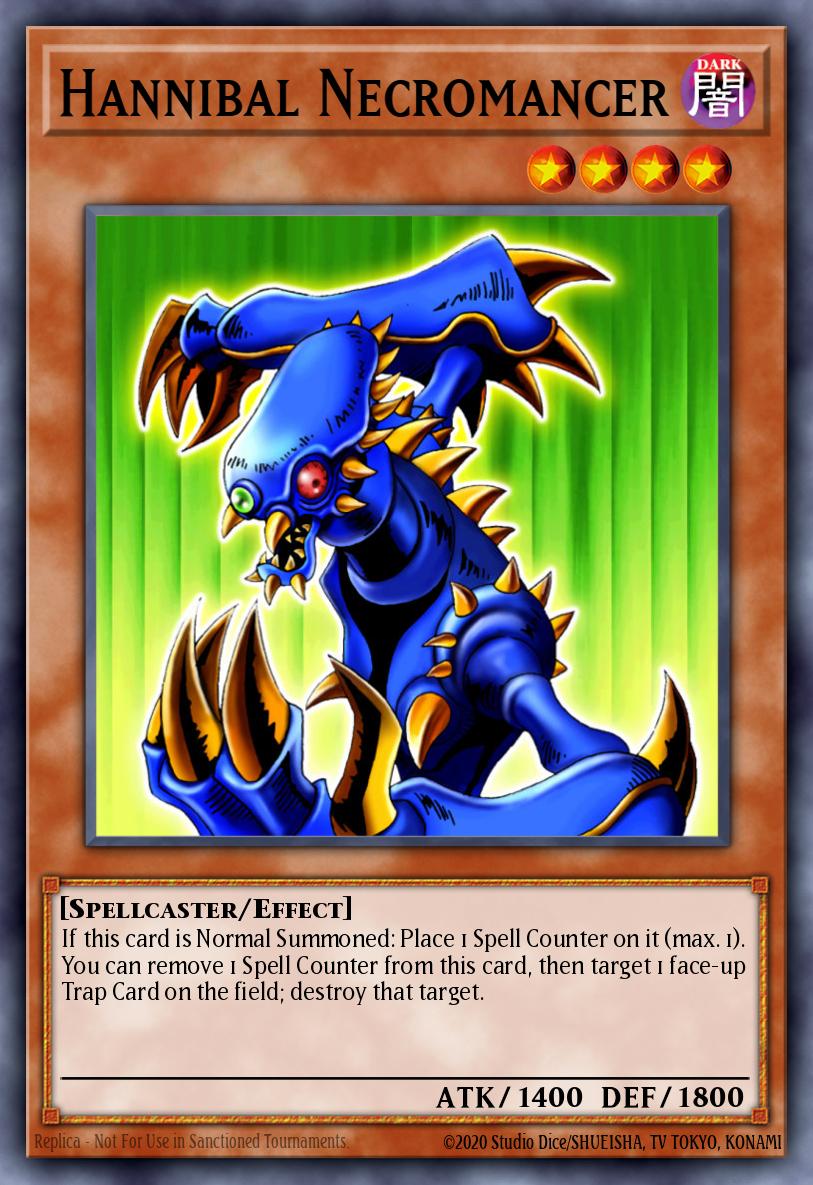 Hannibal Necromancer
DARK
闇
[Spellcaster/Effect]
If this card is Normal Summoned: Place 1 Spell Counter on it (max. 1).
You can remove 1 Spell Counter from this card, then target 1 face-up
Trap Card on the field; destroy that target.
ATK/1400 DEF/1800
Replica - Not For Use in Sanctioned Tournaments.
©2020 Studio Dice/SHUEISHA, TV TOKYO, KONAMI